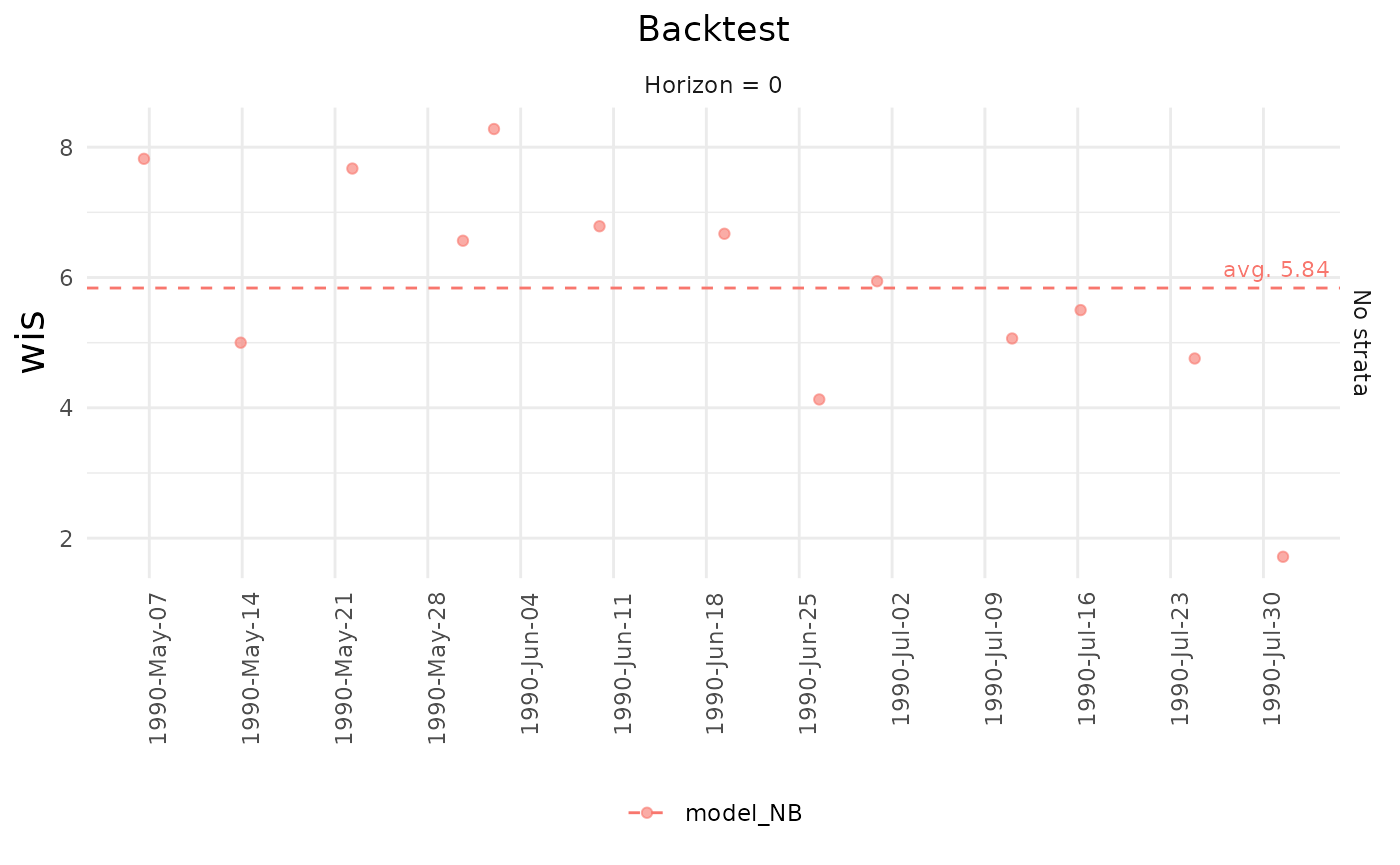 Backtest
Horizon = 0
wis
8
6
4
2
avg. 5.84
No strata
1990-May-07
1990-May-14
1990-May-21
1990-May-28
1990-Jun-04
1990-Jun-11
1990-Jun-18
1990-Jun-25
1990-Jul-02
1990-Jul-09
1990-Jul-16
1990-Jul-23
1990-Jul-30
model_NB